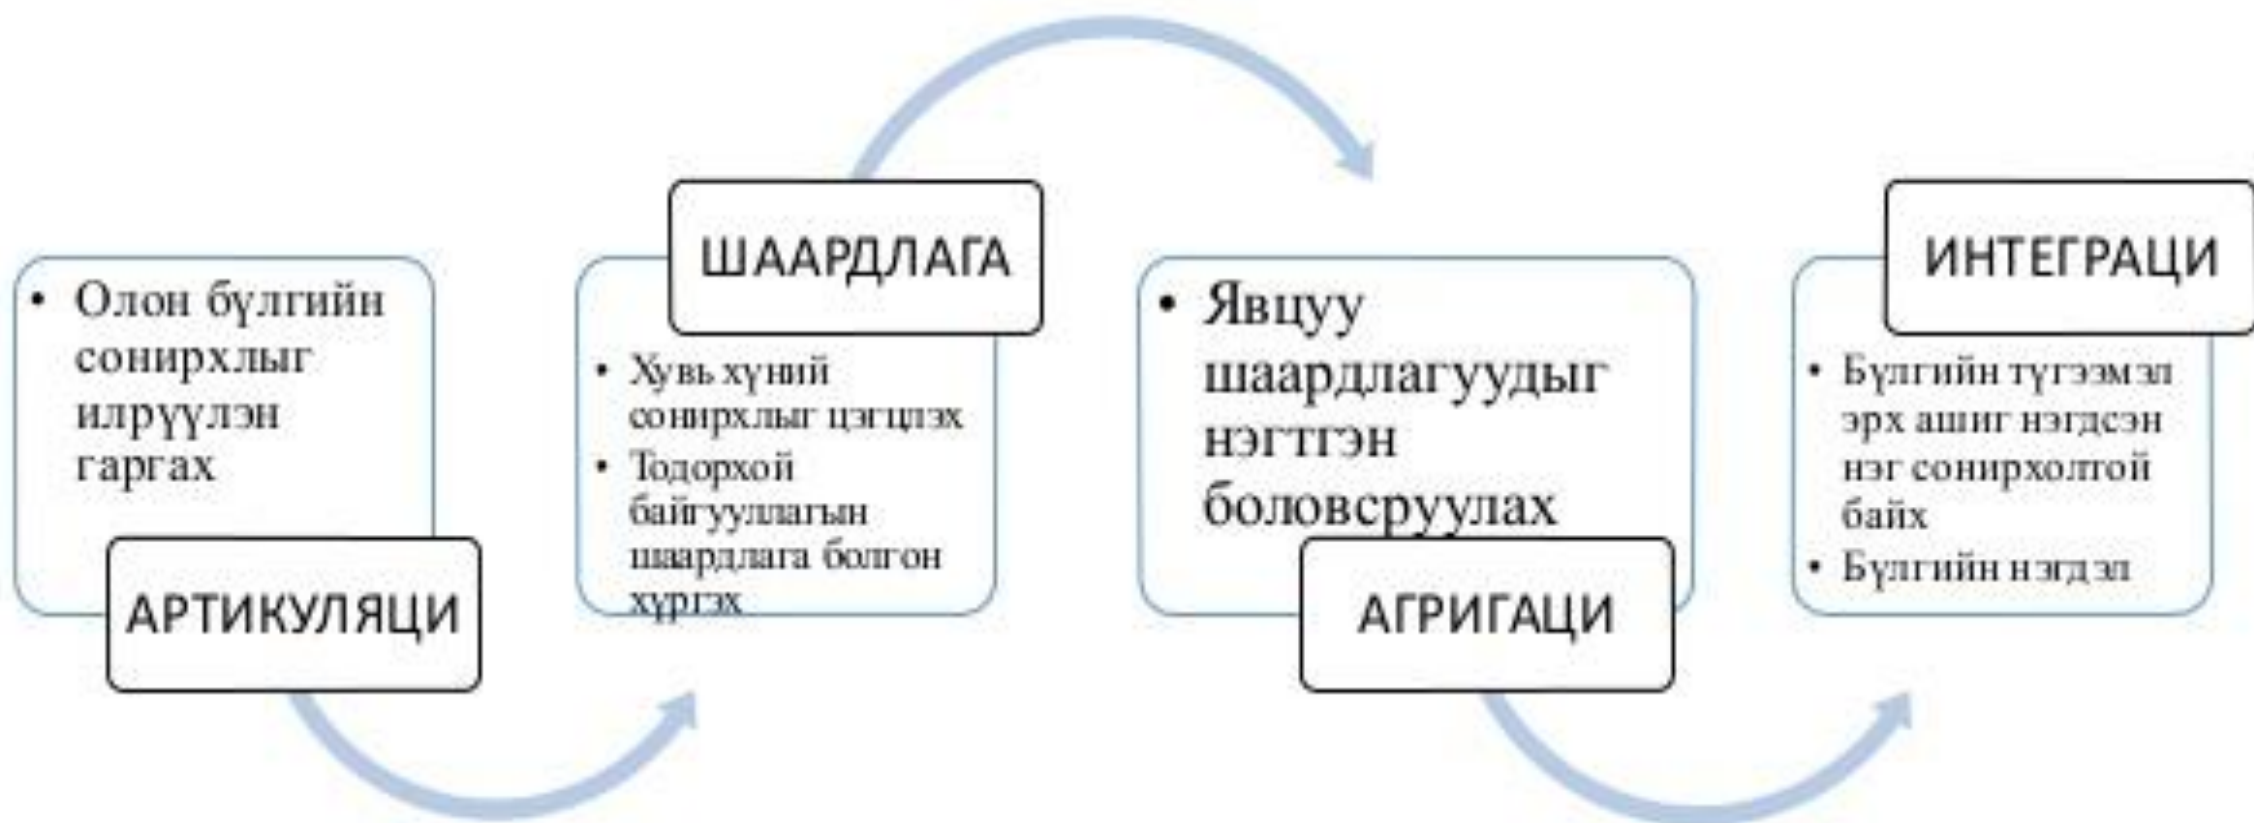 • Олон бүлгийн
сонирхлыг
илрүүлэн
гаргах
АРТИКУЛЯЦИ
ШААРДЛАГА
• Хувь хүний
сонирхлыг цэгцлэх
• Тодорхой
байгууллагын
шаардлага болгон
хүргэх
• Явцуу
шаардлагуудыг
нэгтгэн
боловсруулах
АГРИГАЦИ
ИНТЕГРАЦИ
• Бүлгийн түгээмэл
эрх ашиг нэгдсэн
нэг сонирхолтой
байх
• Бүлгийн нэгдэл